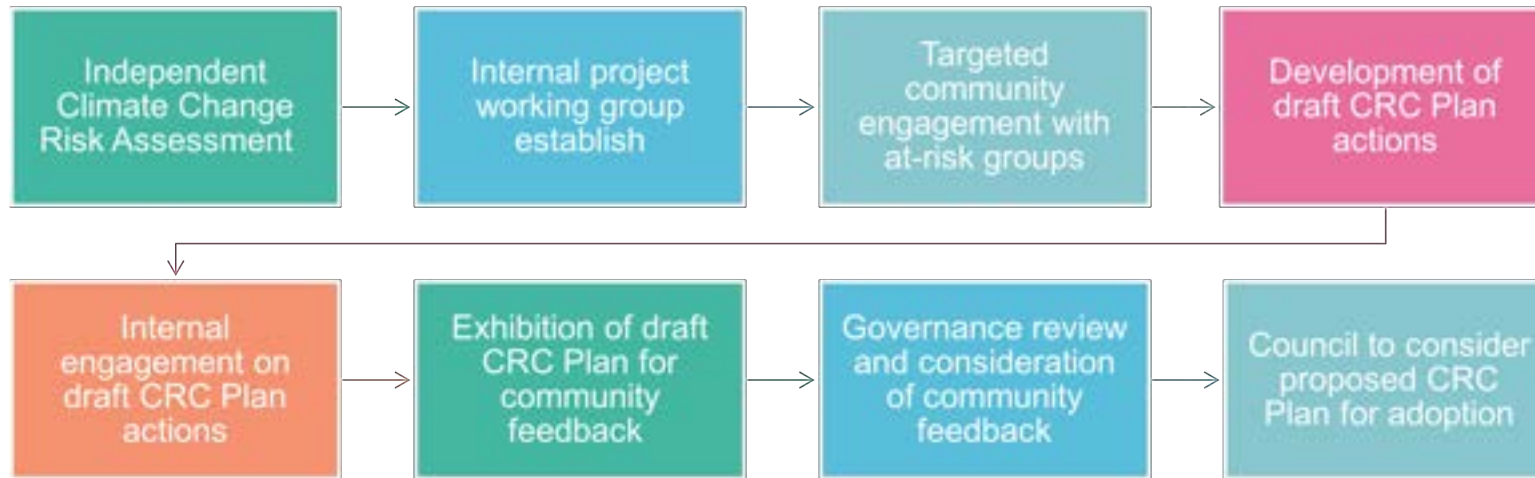 Independent
Climate Change
Risk Assessment
Internal project
working group
establish
Targeted
community
engagement with
at-risk groups
Development of
draft CRC Plan
actions
Internal
engagement on
draft CRC Plan
actions
Exhibition of draft
CRC Plan for
community
feedback
Governance review
and consideration
of community
feedback
Council to consider
proposed CRC
Plan for adoption